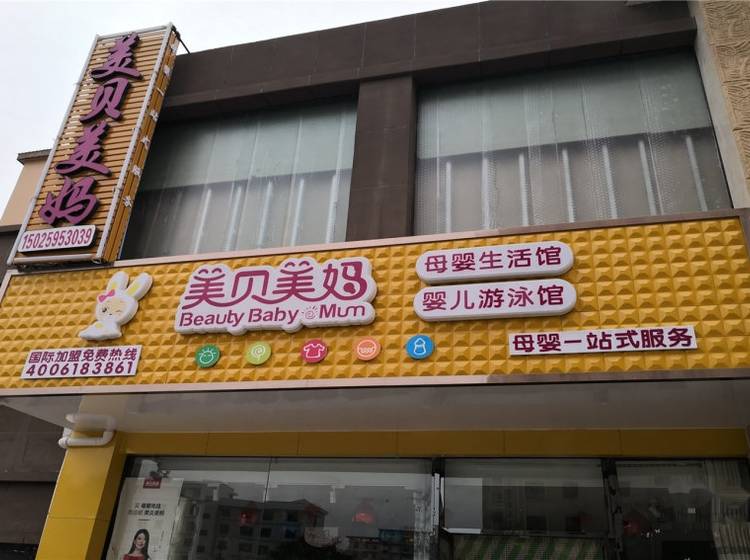 美贝美妈
15025953039
美贝美妈
Beauty Baby Mum
国际加盟免费热线
4006183861
母婴生活馆
婴儿游泳馆
母婴一站式服务